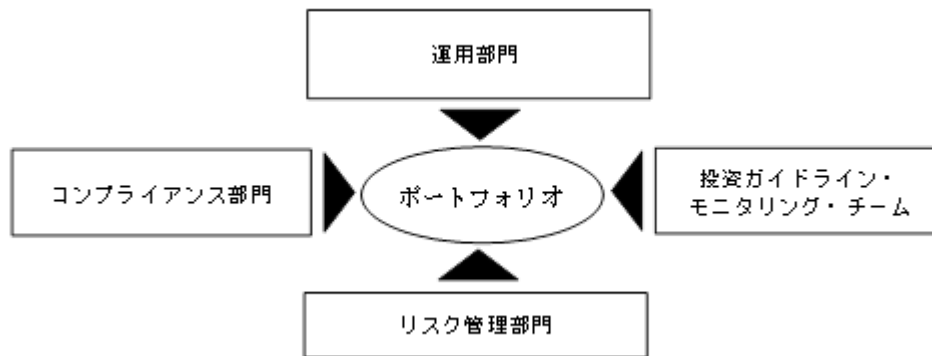 運用部門
コンプライアンス部門
ポートフォリオ
投資ガイドライン・
モニタリング・チーム
リスク管理部門